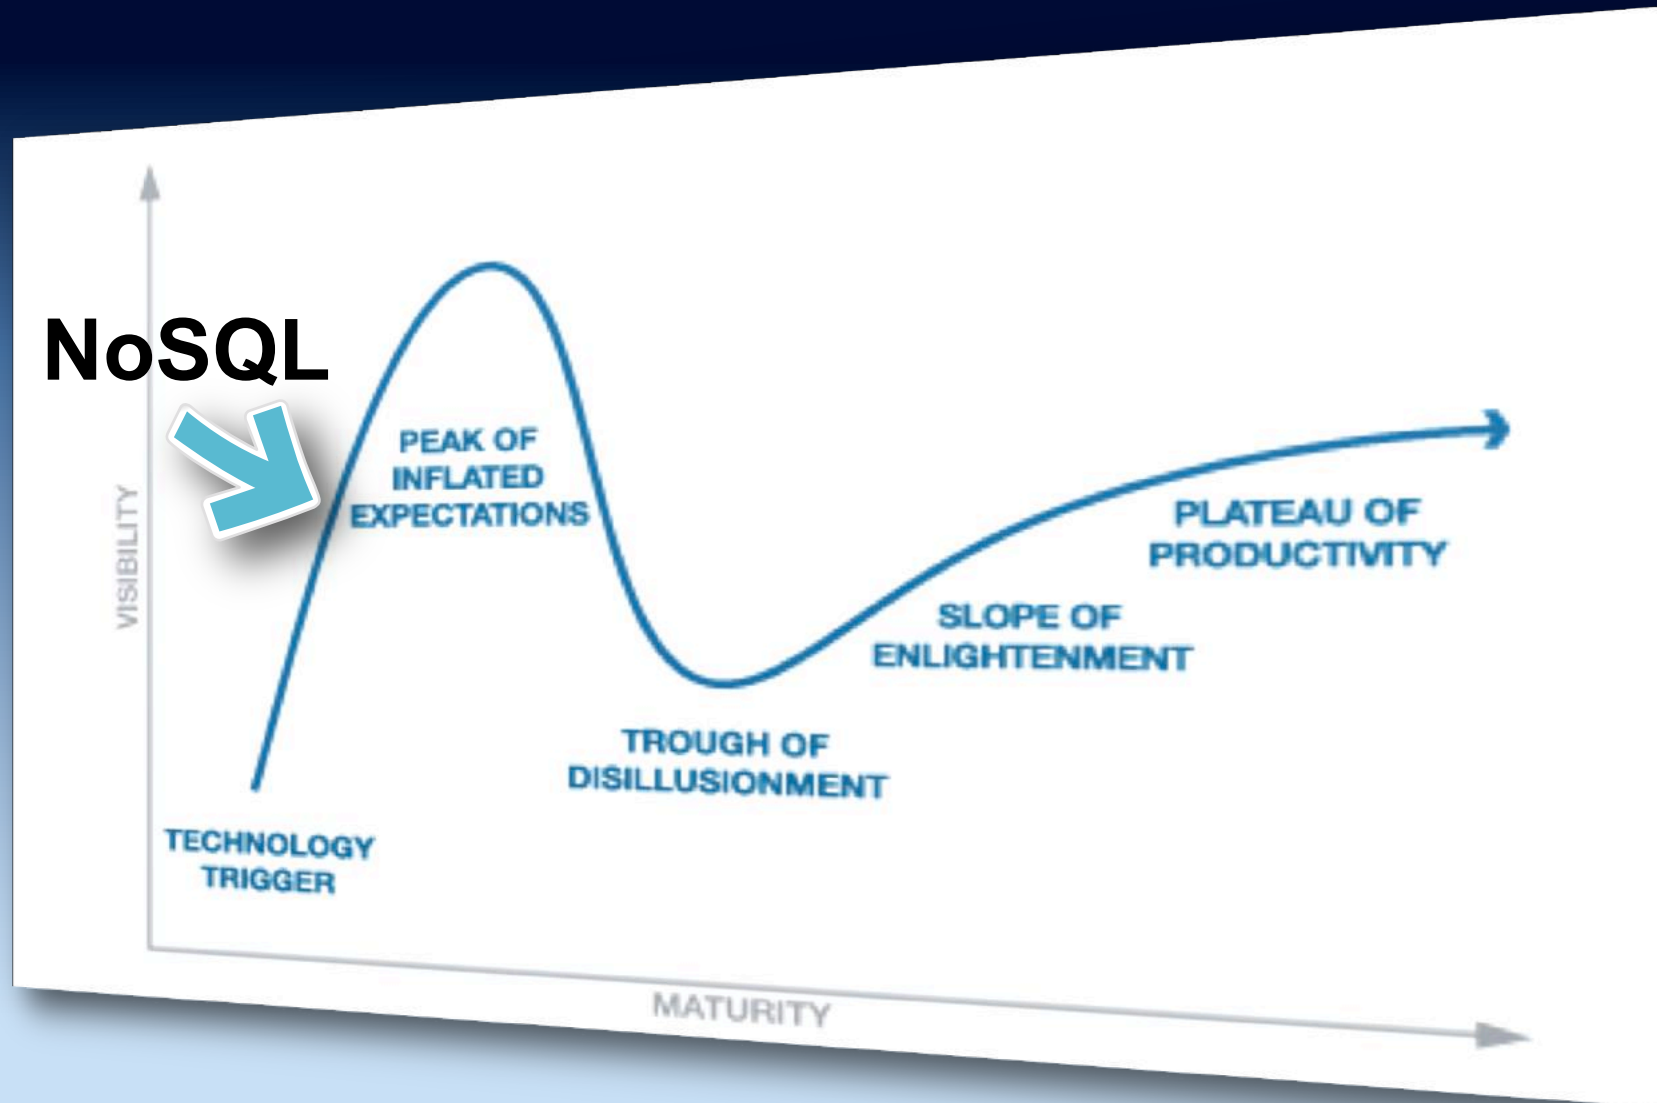 NoSQL
PEAK OF
INFLATED
EXPECTATIONS
PLATEAU OF
PRODUCTIVITY
SLOPE OF
ENLIGHTENMENT
TROUGH OF
DISILLUSIONMENT
TECHNOLOGY
TRIGGER
VISIBILITY
MATURITY